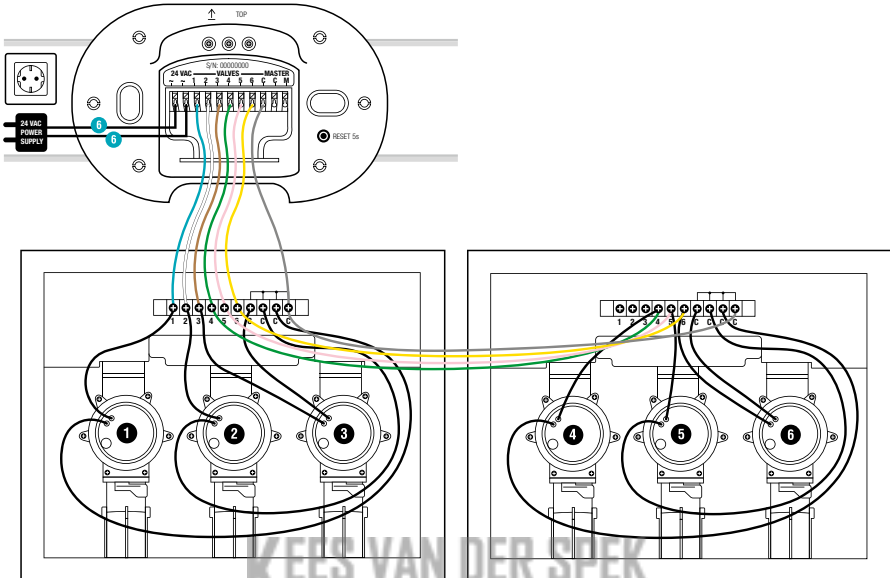 TOP
S/N: 00000000
24 VAC VALVES MASTER
~ ~ 1 2 3 4 5 6 C C M
24 VAC
POWER
SUPPLY
6
6
RESET 5s
1 2 3 4 5 C C
1 2 3 4 5 6 C C C C
1 2 3
4 5 6
KEES VAN DER SPEK